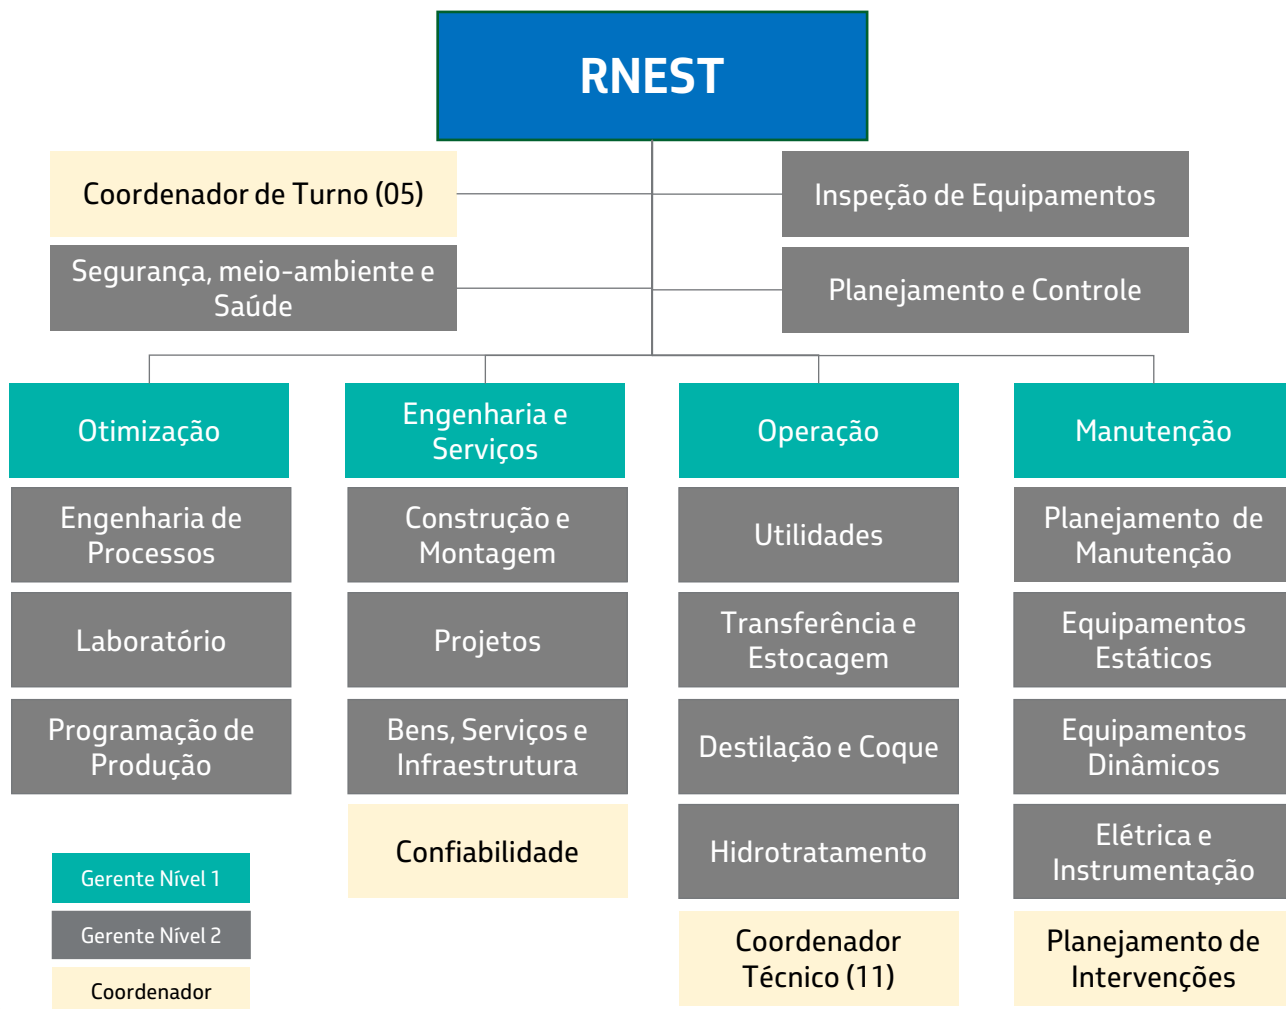 RNEST
Coordenador de Turno (05)
Inspeção de Equipamentos
Segurança, meio-ambiente e
Saúde
Planejamento e Controle
Otimização
Engenharia de
Processos
Laboratório
Programação de
Produção
Engenharia e
Serviços
Construção e
Montagem
Projetos
Bens, Serviços e
Infraestrutura
Confiabilidade
Operação
Utilidades
Transferência e
Estocagem
Destilação e Coque
Hidrotratamento
Coordenador
Técnico (11)
Manutenção
Planejamento de
Manutenção
Equipamentos
Estáticos
Equipamentos
Dinâmicos
Elétrica e
Instrumentação
Planejamento de
Intervenções
Gerente Nível 1
Gerente Nível 2
Coordenador